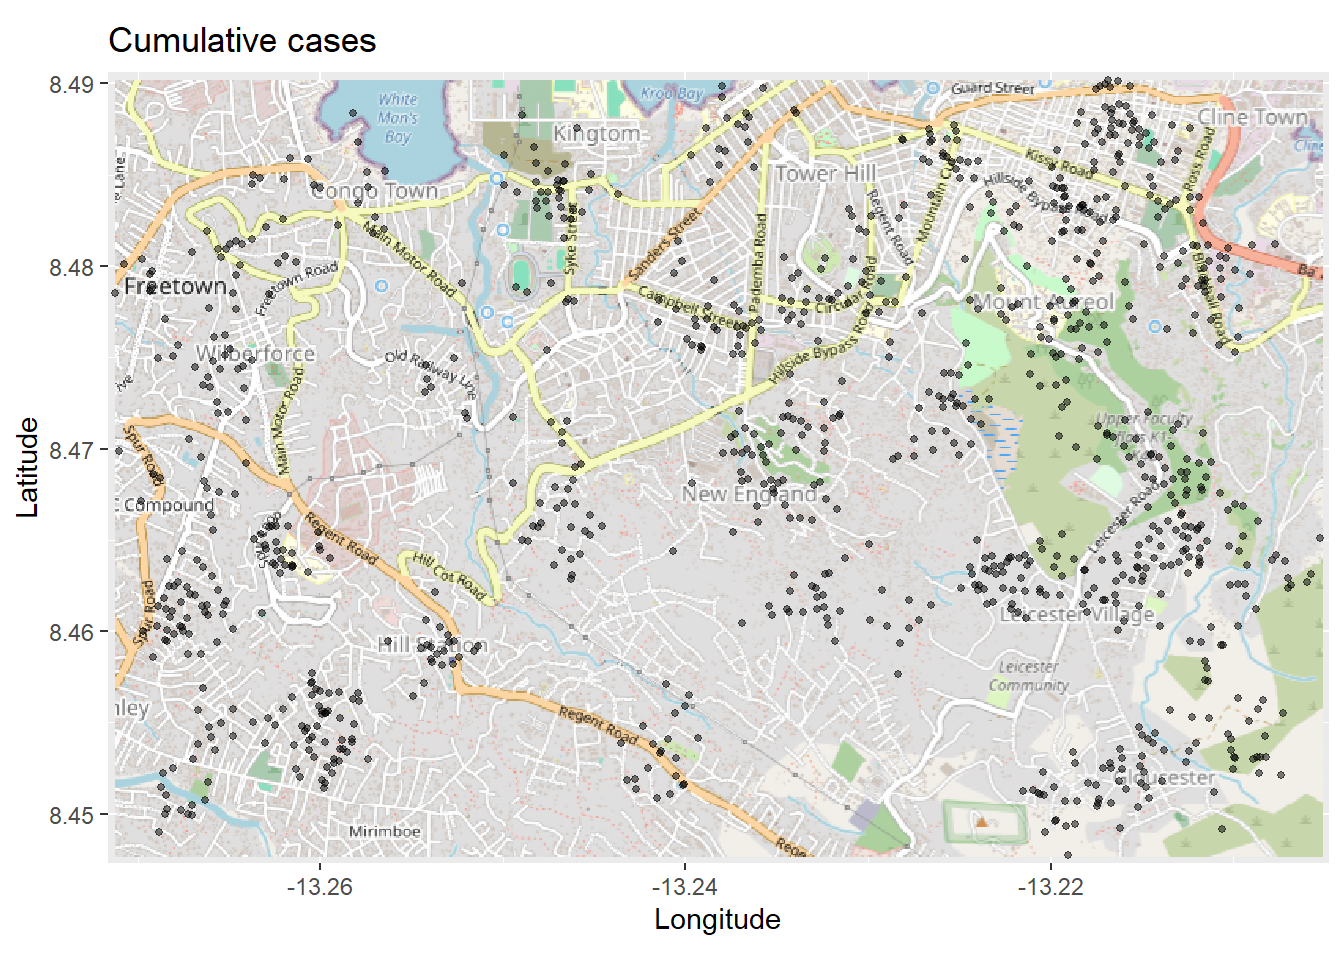 Cumulative cases
8.49
8.48
8.47
8.46
8.45
Latitude
-13.26
-13.24
-13.22
Longitude
White
Man's
Bay
Kroo Bay
Guard Street
Kingtom
Cline Town
Lane
Congo Town
Tower Hill
Kissy Road
Ross Road
Hillside Bypass Road
Mountain Cut
Regent Road
Syke Street
Sanders Street
Pademba Road
Main Motor Road
Freetown Road
Freetown
Campbell Street
Circular Road
Mount Aureol
Blackhall Road
Ba
Wilberforce
Old Railway Line
Hillside Bypass Road
Main Motor Road
Spur Road
New England
Compound
Regent Road
Leicester Road
Hill Cot Road
Spur Road
Hill Station
Leicester Village
Leicester
Community
nley
Regent Road
Gloucester
Mirimboe
Rege